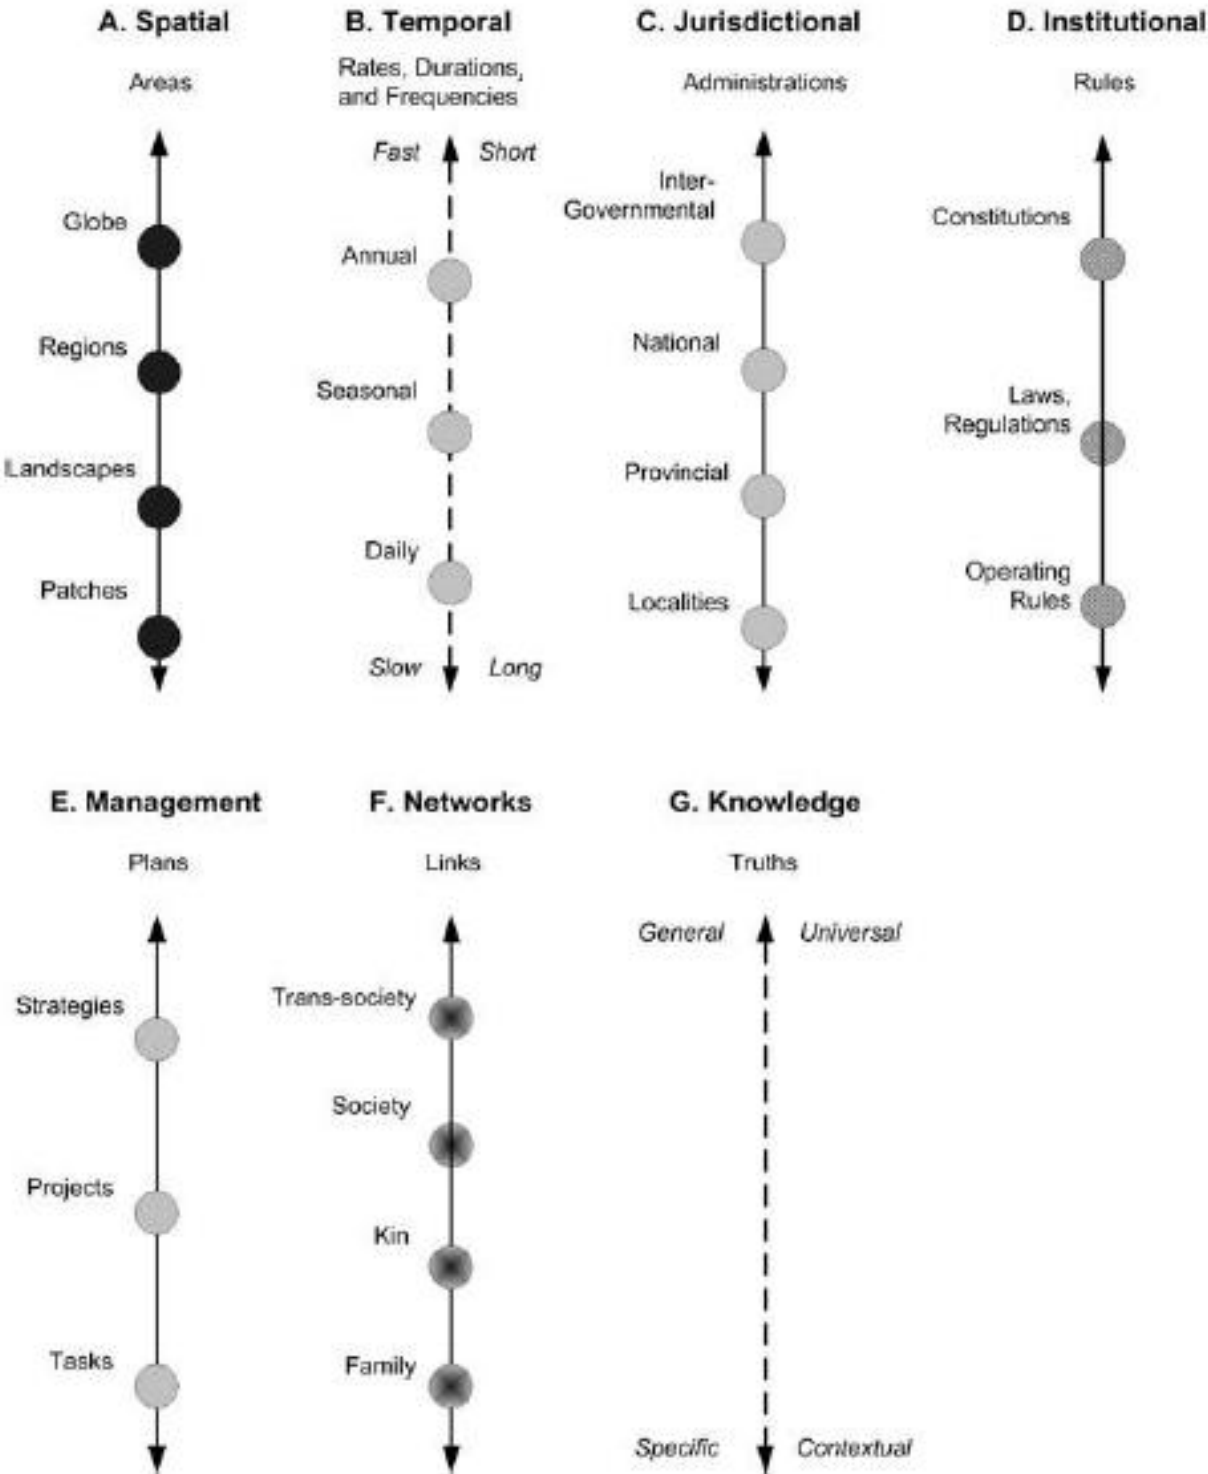 A. Spatial
Areas
Globe
Regions
Landscapes
Patches
B. Temporal
Rates, Durations,
and Frequencies
Fast
Short
Annual
Seasonal
Daily
Slow
Long
C. Jurisdictional
Administrations
Inter-
Governmental
National
Provincial
Localities
D. Institutional
Rules
Constitutions
Laws,
Regulations
Operating
Rules
E. Management
Plans
Strategies
Projects
Tasks
F. Networks
Links
Trans-society
Society
Kin
Family
G. Knowledge
Truths
General
Universal
Specific
Contextual